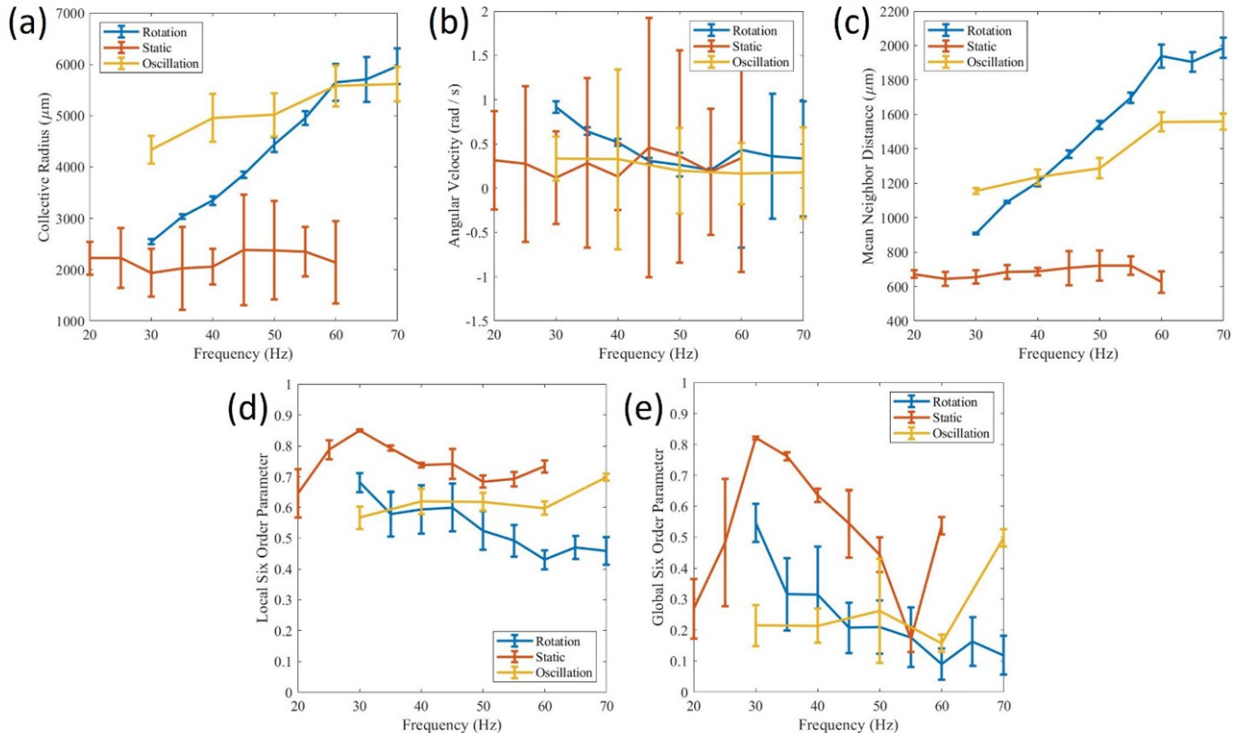 (a)
Rotation
Static
Oscillation
7000
6000
5000
4000
3000
2000
1000
Collective Radius (μm)
20 30 40 50 60 70
Frequency (Hz)
(b)
Rotation
Static
Oscillation
2
1.5
1
0.5
0
-0.5
-1
-1.5
Angular Velocity (rad / s)
20 30 40 50 60 70
Frequency (Hz)
(c)
Rotation
Static
Oscillation
2200
2000
1800
1600
1400
1200
1000
800
600
400
Mean Neighbor Distance (μm)
20 30 40 50 60 70
Frequency (Hz)
(d)
1
0.9
0.8
0.7
0.6
0.5
0.4
0.3
0.2
0.1
0
Local Six Order Parameter
Rotation
Static
Oscillation
20 30 40 50 60 70
Frequency (Hz)
(e)
1
0.9
0.8
0.7
0.6
0.5
0.4
0.3
0.2
0.1
0
Global Six Order Parameter
Rotation
Static
Oscillation
20 30 40 50 60 70
Frequency (Hz)